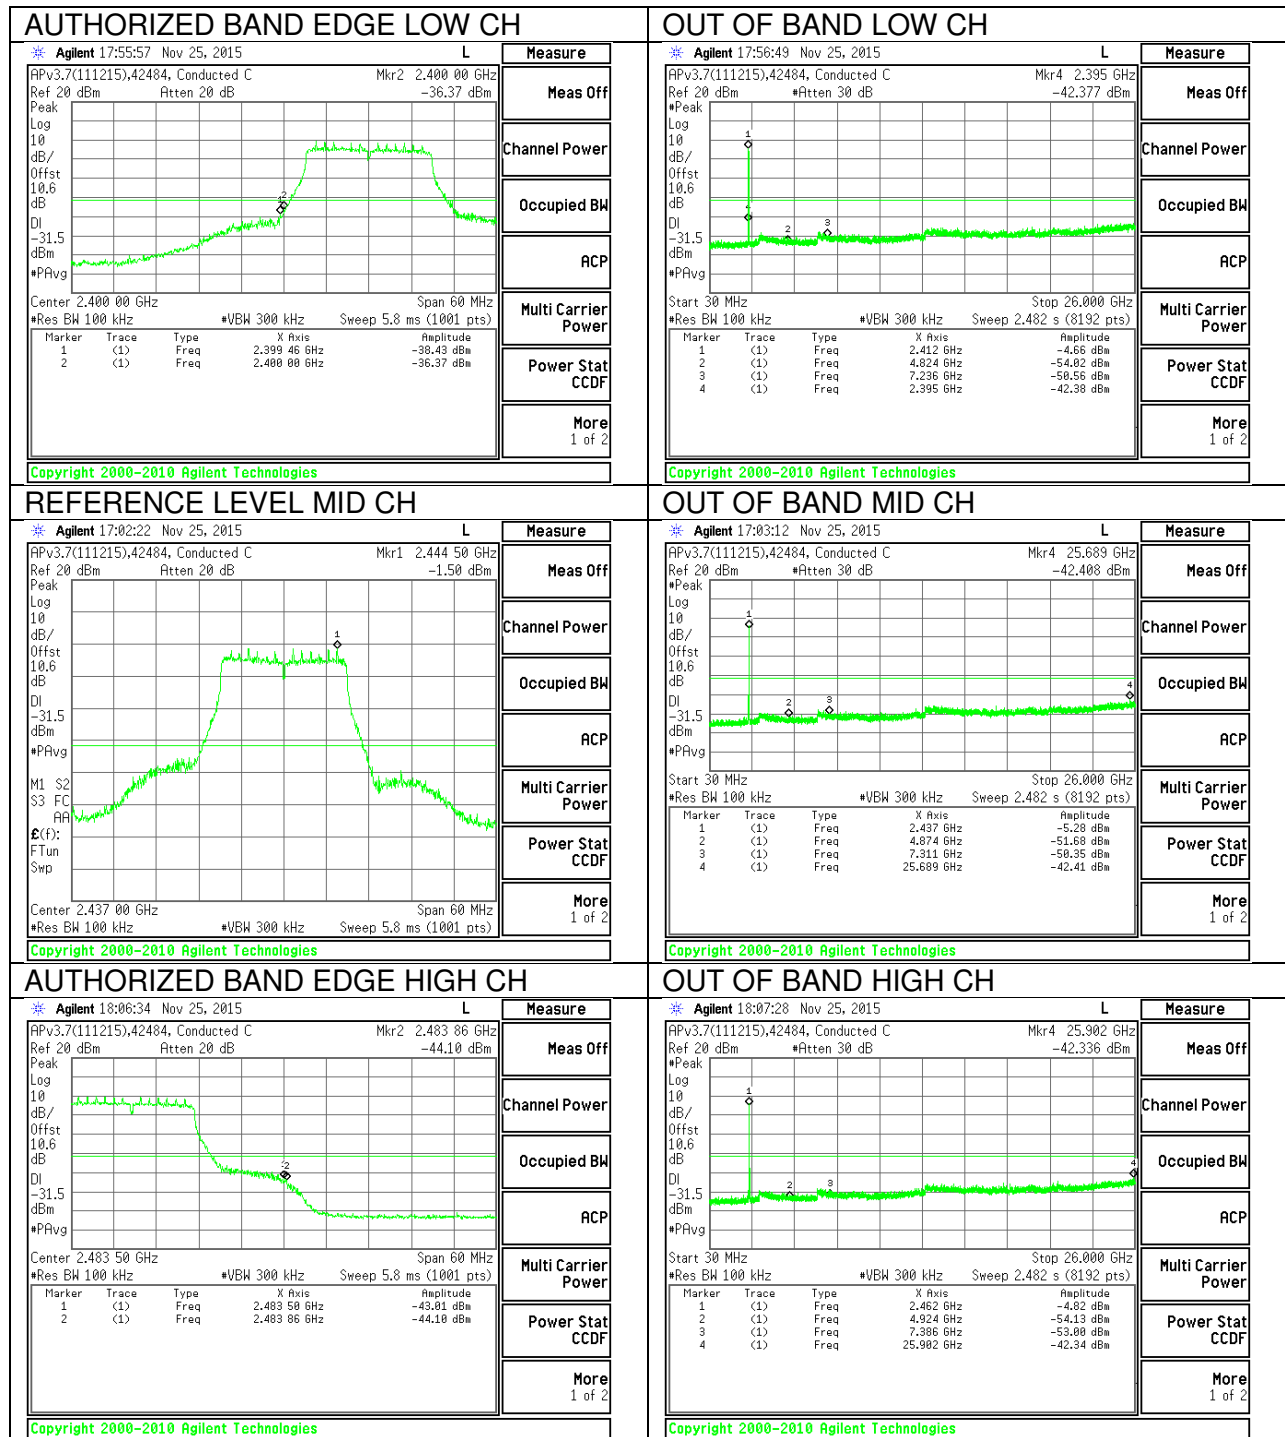 AUTHORIZED BAND EDGE LOW CH
Agilent 17:55:57 Nov 25, 2015 L
APv3.7(111215),42484, Conducted C Mkr2 2.400 00 GHz
Ref 20 dBm Atten 20 dB -36.37 dBm
Peak
Log
10
dB/
Offst
10.6
dB
DI
-31.5
dBm
#PAvg
2
Center 2.400 00 GHz Span 60 MHz
#Res BW 100 kHz #VBW 300 kHz Sweep 5.8 ms (1001 pts)
Marker Trace Type X Axis Amplitude
1 (1) Freq 2.399 46 GHz -38.43 dBm
2 (1) Freq 2.400 00 GHz -36.37 dBm
Measure
Meas Off
Channel Power
Occupied BW
ACP
Multi Carrier
Power
Power Stat
CCDF
More
1 of 2
Copyright 2000-2010 Agilent Technologies
OUT OF BAND LOW CH
Agilent 17:56:49 Nov 25, 2015 L
APv3.7(111215),42484, Conducted C Mkr4 2.395 GHz
Ref 20 dBm #Atten 30 dB -42.377 dBm
#Peak
Log
10
dB/
Offst
10.6
dB
DI
-31.5
dBm
#PAvg
1
4
2
3
Start 30 MHz Stop 26.000 GHz
#Res BW 100 kHz #VBW 300 kHz Sweep 2.482 s (8192 pts)
Marker Trace Type X Axis Amplitude
1 (1) Freq 2.412 GHz -4.66 dBm
2 (1) Freq 4.824 GHz -54.02 dBm
3 (1) Freq 7.236 GHz -50.56 dBm
4 (1) Freq 2.395 GHz -42.38 dBm
Measure
Meas Off
Channel Power
Occupied BW
ACP
Multi Carrier
Power
Power Stat
CCDF
More
1 of 2
Copyright 2000-2010 Agilent Technologies
REFERENCE LEVEL MID CH
Agilent 17:02:22 Nov 25, 2015 L
APv3.7(111215),42484, Conducted C Mkr1 2.444 50 GHz
Ref 20 dBm Atten 20 dB -1.50 dBm
Peak
Log
10
dB/
Offst
10.6
dB
DI
-31.5
dBm
#PAvg
1
M1 S2
S3 FC
AA
£(f):
FTun
Swp
Center 2.437 00 GHz Span 60 MHz
#Res BW 100 kHz #VBW 300 kHz Sweep 5.8 ms (1001 pts)
Measure
Meas Off
Channel Power
Occupied BW
ACP
Multi Carrier
Power
Power Stat
CCDF
More
1 of 2
Copyright 2000-2010 Agilent Technologies
OUT OF BAND MID CH
Agilent 17:03:12 Nov 25, 2015 L
APv3.7(111215),42484, Conducted C Mkr4 25.689 GHz
Ref 20 dBm #Atten 30 dB -42.408 dBm
#Peak
Log
10
dB/
Offst
10.6
dB
DI
-31.5
dBm
#PAvg
1
2
3
4
Start 30 MHz Stop 26.000 GHz
#Res BW 100 kHz #VBW 300 kHz Sweep 2.482 s (8192 pts)
Marker Trace Type X Axis Amplitude
1 (1) Freq 2.437 GHz -5.28 dBm
2 (1) Freq 4.874 GHz -51.68 dBm
3 (1) Freq 7.311 GHz -50.35 dBm
4 (1) Freq 25.689 GHz -42.41 dBm
Measure
Meas Off
Channel Power
Occupied BW
ACP
Multi Carrier
Power
Power Stat
CCDF
More
1 of 2
Copyright 2000-2010 Agilent Technologies
AUTHORIZED BAND EDGE HIGH CH
Agilent 18:06:34 Nov 25, 2015 L
APv3.7(111215),42484, Conducted C Mkr2 2.483 86 GHz
Ref 20 dBm Atten 20 dB -44.10 dBm
Peak
Log
10
dB/
Offst
10.6
dB
DI
-31.5
dBm
#PAvg
2
Center 2.483 50 GHz Span 60 MHz
#Res BW 100 kHz #VBW 300 kHz Sweep 5.8 ms (1001 pts)
Marker Trace Type X Axis Amplitude
1 (1) Freq 2.483 50 GHz -43.01 dBm
2 (1) Freq 2.483 86 GHz -44.10 dBm
Measure
Meas Off
Channel Power
Occupied BW
ACP
Multi Carrier
Power
Power Stat
CCDF
More
1 of 2
Copyright 2000-2010 Agilent Technologies
OUT OF BAND HIGH CH
Agilent 18:07:28 Nov 25, 2015 L
APv3.7(111215),42484, Conducted C Mkr4 25.902 GHz
Ref 20 dBm #Atten 30 dB -42.336 dBm
#Peak
Log
10
dB/
Offst
10.6
dB
DI
-31.5
dBm
#PAvg
1
2
3
4
Start 30 MHz Stop 26.000 GHz
#Res BW 100 kHz #VBW 300 kHz Sweep 2.482 s (8192 pts)
Marker Trace Type X Axis Amplitude
1 (1) Freq 2.462 GHz -4.82 dBm
2 (1) Freq 4.924 GHz -54.13 dBm
3 (1) Freq 7.386 GHz -53.00 dBm
4 (1) Freq 25.902 GHz -42.34 dBm
Measure
Meas Off
Channel Power
Occupied BW
ACP
Multi Carrier
Power
Power Stat
CCDF
More
1 of 2
Copyright 2000-2010 Agilent Technologies